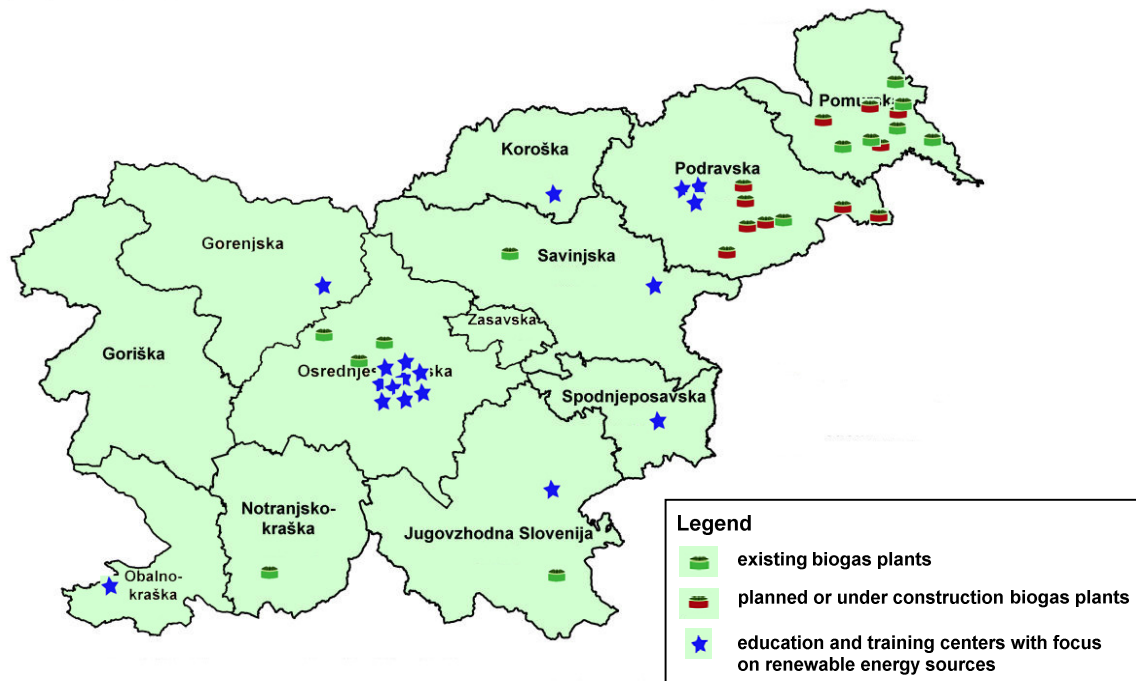 Pomurska
Koroška
Podravska
Gorenjska
Savinjska
Zasavska
Goriška
Spodnjeposavska
Notranjsko-
kraška
Jugovzhodna Slovenija
Obalno-
kraška
Legend
existing biogas plants
planned or under construction biogas plants
education and training centers with focus
on renewable energy sources